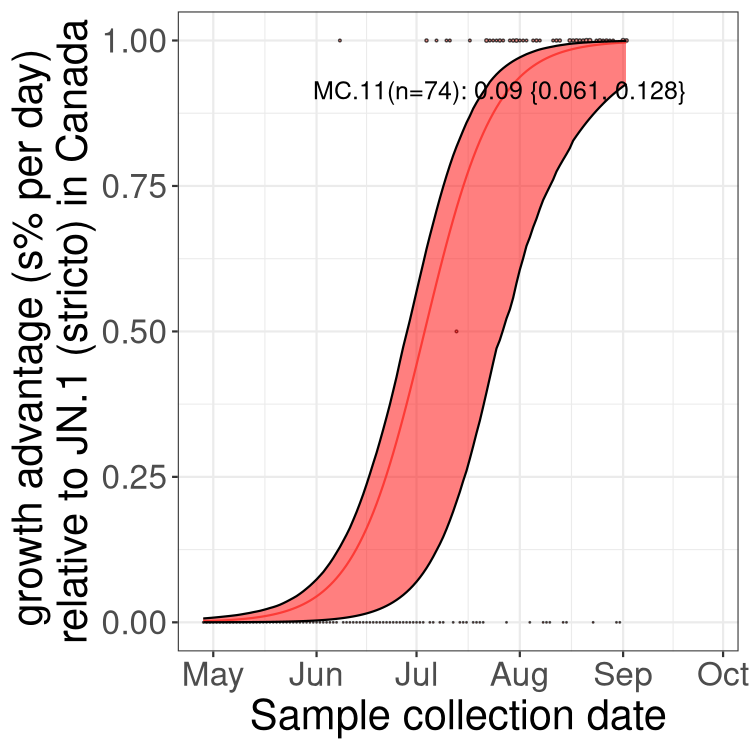 growth advantage (s% per day)
relative to JN.1 (stricto) in Canada
1.00
0.75
0.50
0.25
0.00
MC.11(n=74): 0.09 {0.061, 0.128}
May Jun Jul Aug Sep Oct
Sample collection date